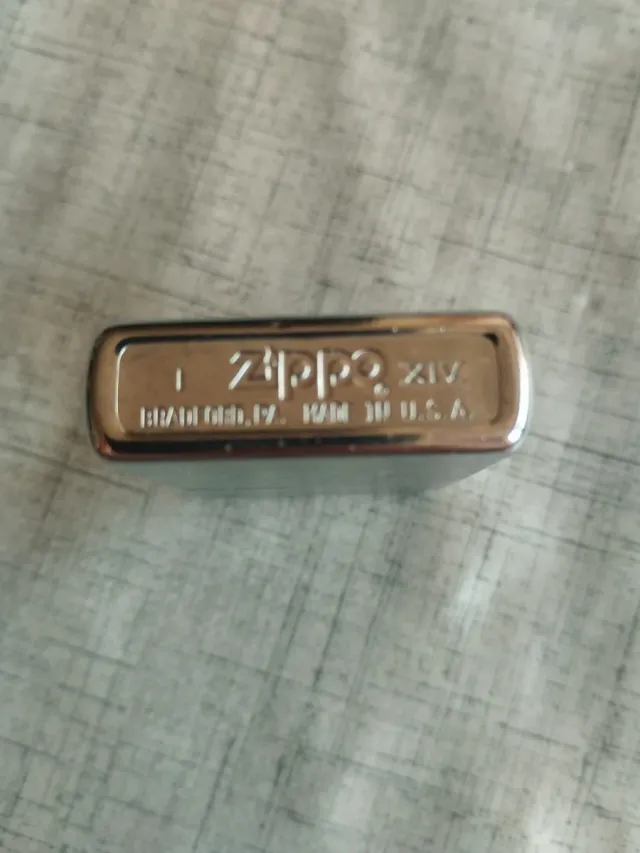 I Zippo® XIV
BRADFORD, PA. MADE IN U.S.A.